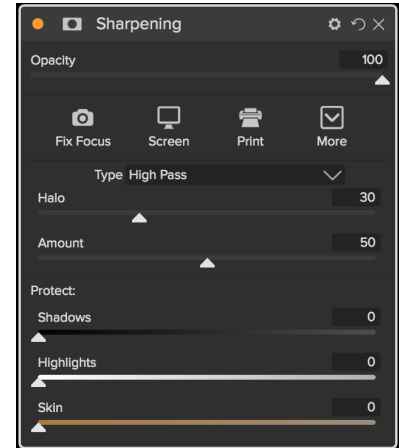 Sharpening
Opacity 100
Fix Focus Screen Print More
Type High Pass
Halo 30
Amount 50
Protect:
Shadows 0
Highlights 0
Skin 0